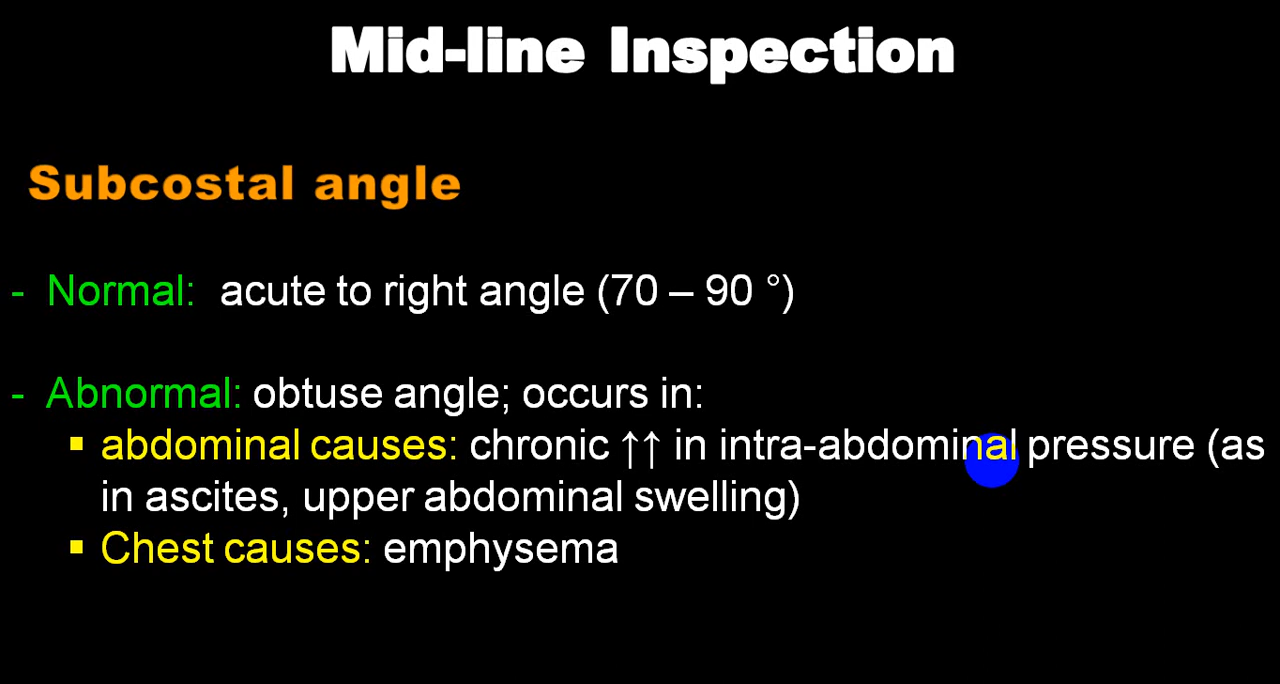 Mid-line Inspection
Subcostal angle
- Normal: acute to right angle (70 – 90 °)
- Abnormal: obtuse angle; occurs in:
▪ abdominal causes: chronic ↑↑ in intra-abdominal pressure (as
in ascites, upper abdominal swelling)
▪ Chest causes: emphysema